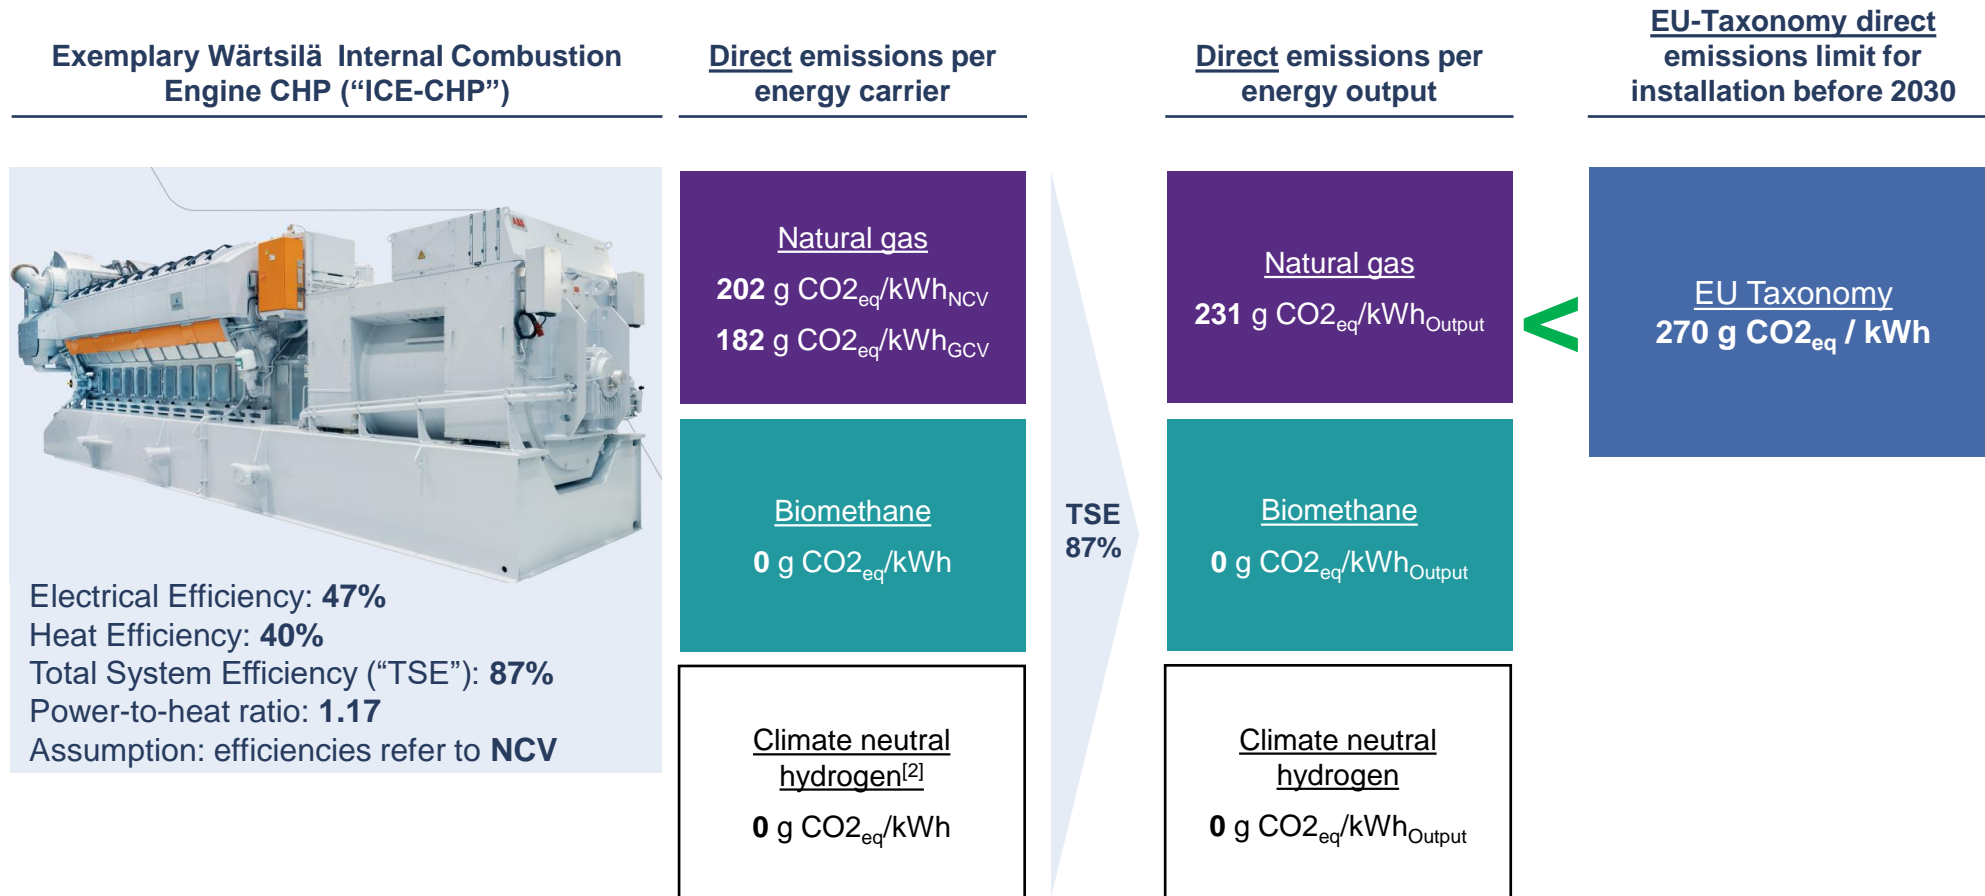 Exemplary Wärtsilä Internal Combustion
Engine CHP (“ICE-CHP”)
Direct emissions per
energy carrier
Direct emissions per
energy output
EU-Taxonomy direct
emissions limit for
installation before 2030
ABB
Electrical Efficiency: 47%
Heat Efficiency: 40%
Total System Efficiency (“TSE”): 87%
Power-to-heat ratio: 1.17
Assumption: efficiencies refer to NCV
Natural gas
202 g CO2eq/kWhNCV
182 g CO2eq/kWhGCV
Biomethane
0 g CO2eq/kWh
Climate neutral
hydrogen[2]
0 g CO2eq/kWh
TSE
87%
Natural gas
231 g CO2eq/kWhOutput
Biomethane
0 g CO2eq/kWhOutput
Climate neutral
hydrogen
0 g CO2eq/kWhOutput
<
EU Taxonomy
270 g CO2eq / kWh